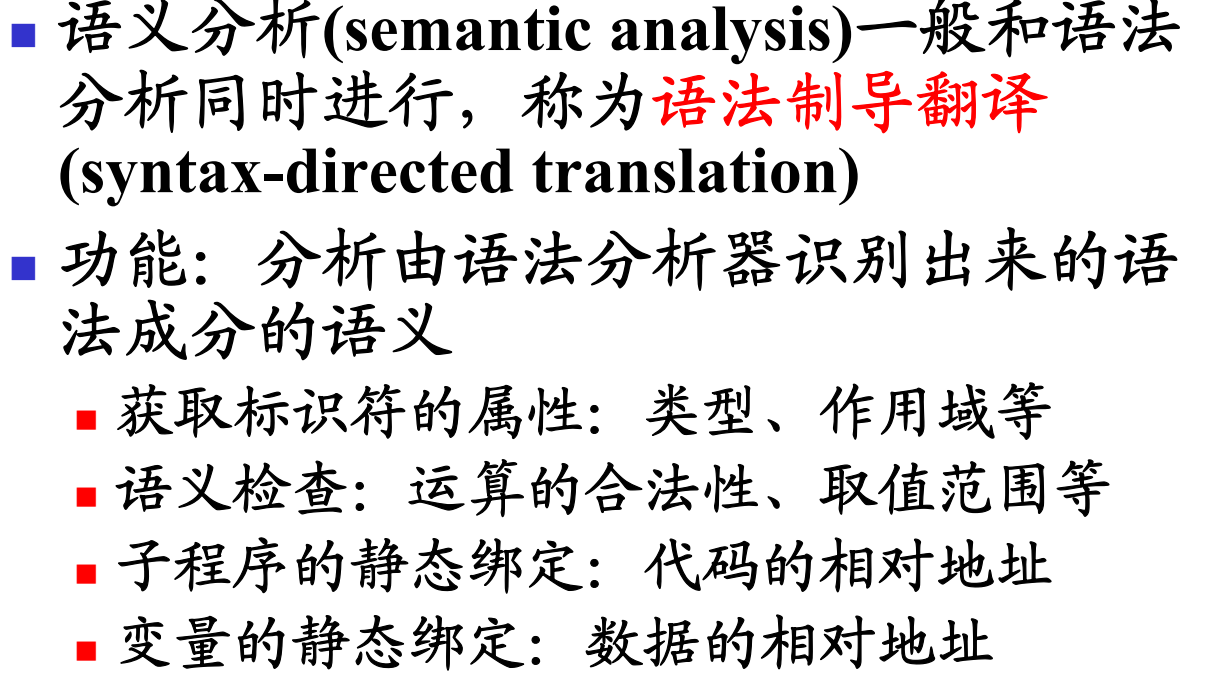 语义分析(semantic analysis)一般和语法
分析同时进行，称为语法制导翻译
(syntax-directed translation)
功能：分析由语法分析器识别出来的语
法成分的语义
获取标识符的属性：类型、作用域等
语义检查：运算的合法性、取值范围等
子程序的静态绑定：代码的相对地址
变量的静态绑定：数据的相对地址